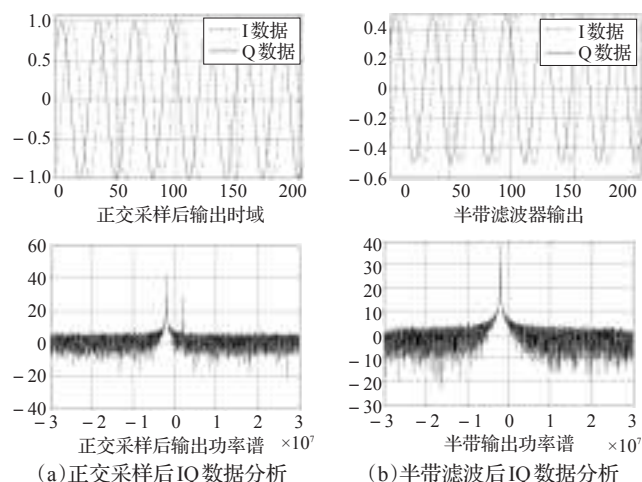 1.0
0.5
0
-0.5
-1.0
I数据
Q数据
0 50 100 150 200
正交采样后输出时域
0.4
0.2
0
-0.2
-0.4
-0.6
I数据
Q数据
0 50 100 150 200
半带滤波器输出
60
40
20
0
-20
-40
-3 -2 -1 0 1 2 3
×10⁷
正交采样后输出功率谱
40
30
20
10
0
-10
-20
-30
-3 -2 -1 0 1 2 3
×10⁷
半带输出功率谱
(a)正交采样后IQ数据分析
(b)半带滤波后IQ数据分析